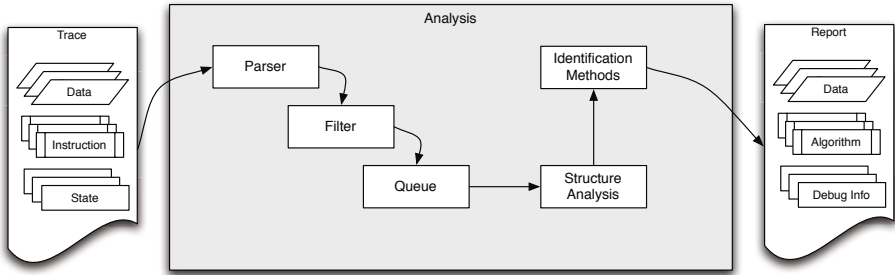 Trace
Data
Instruction
State
Analysis
Parser
Filter
Queue
Structure
Analysis
Identification
Methods
Report
Data
Algorithm
Debug Info